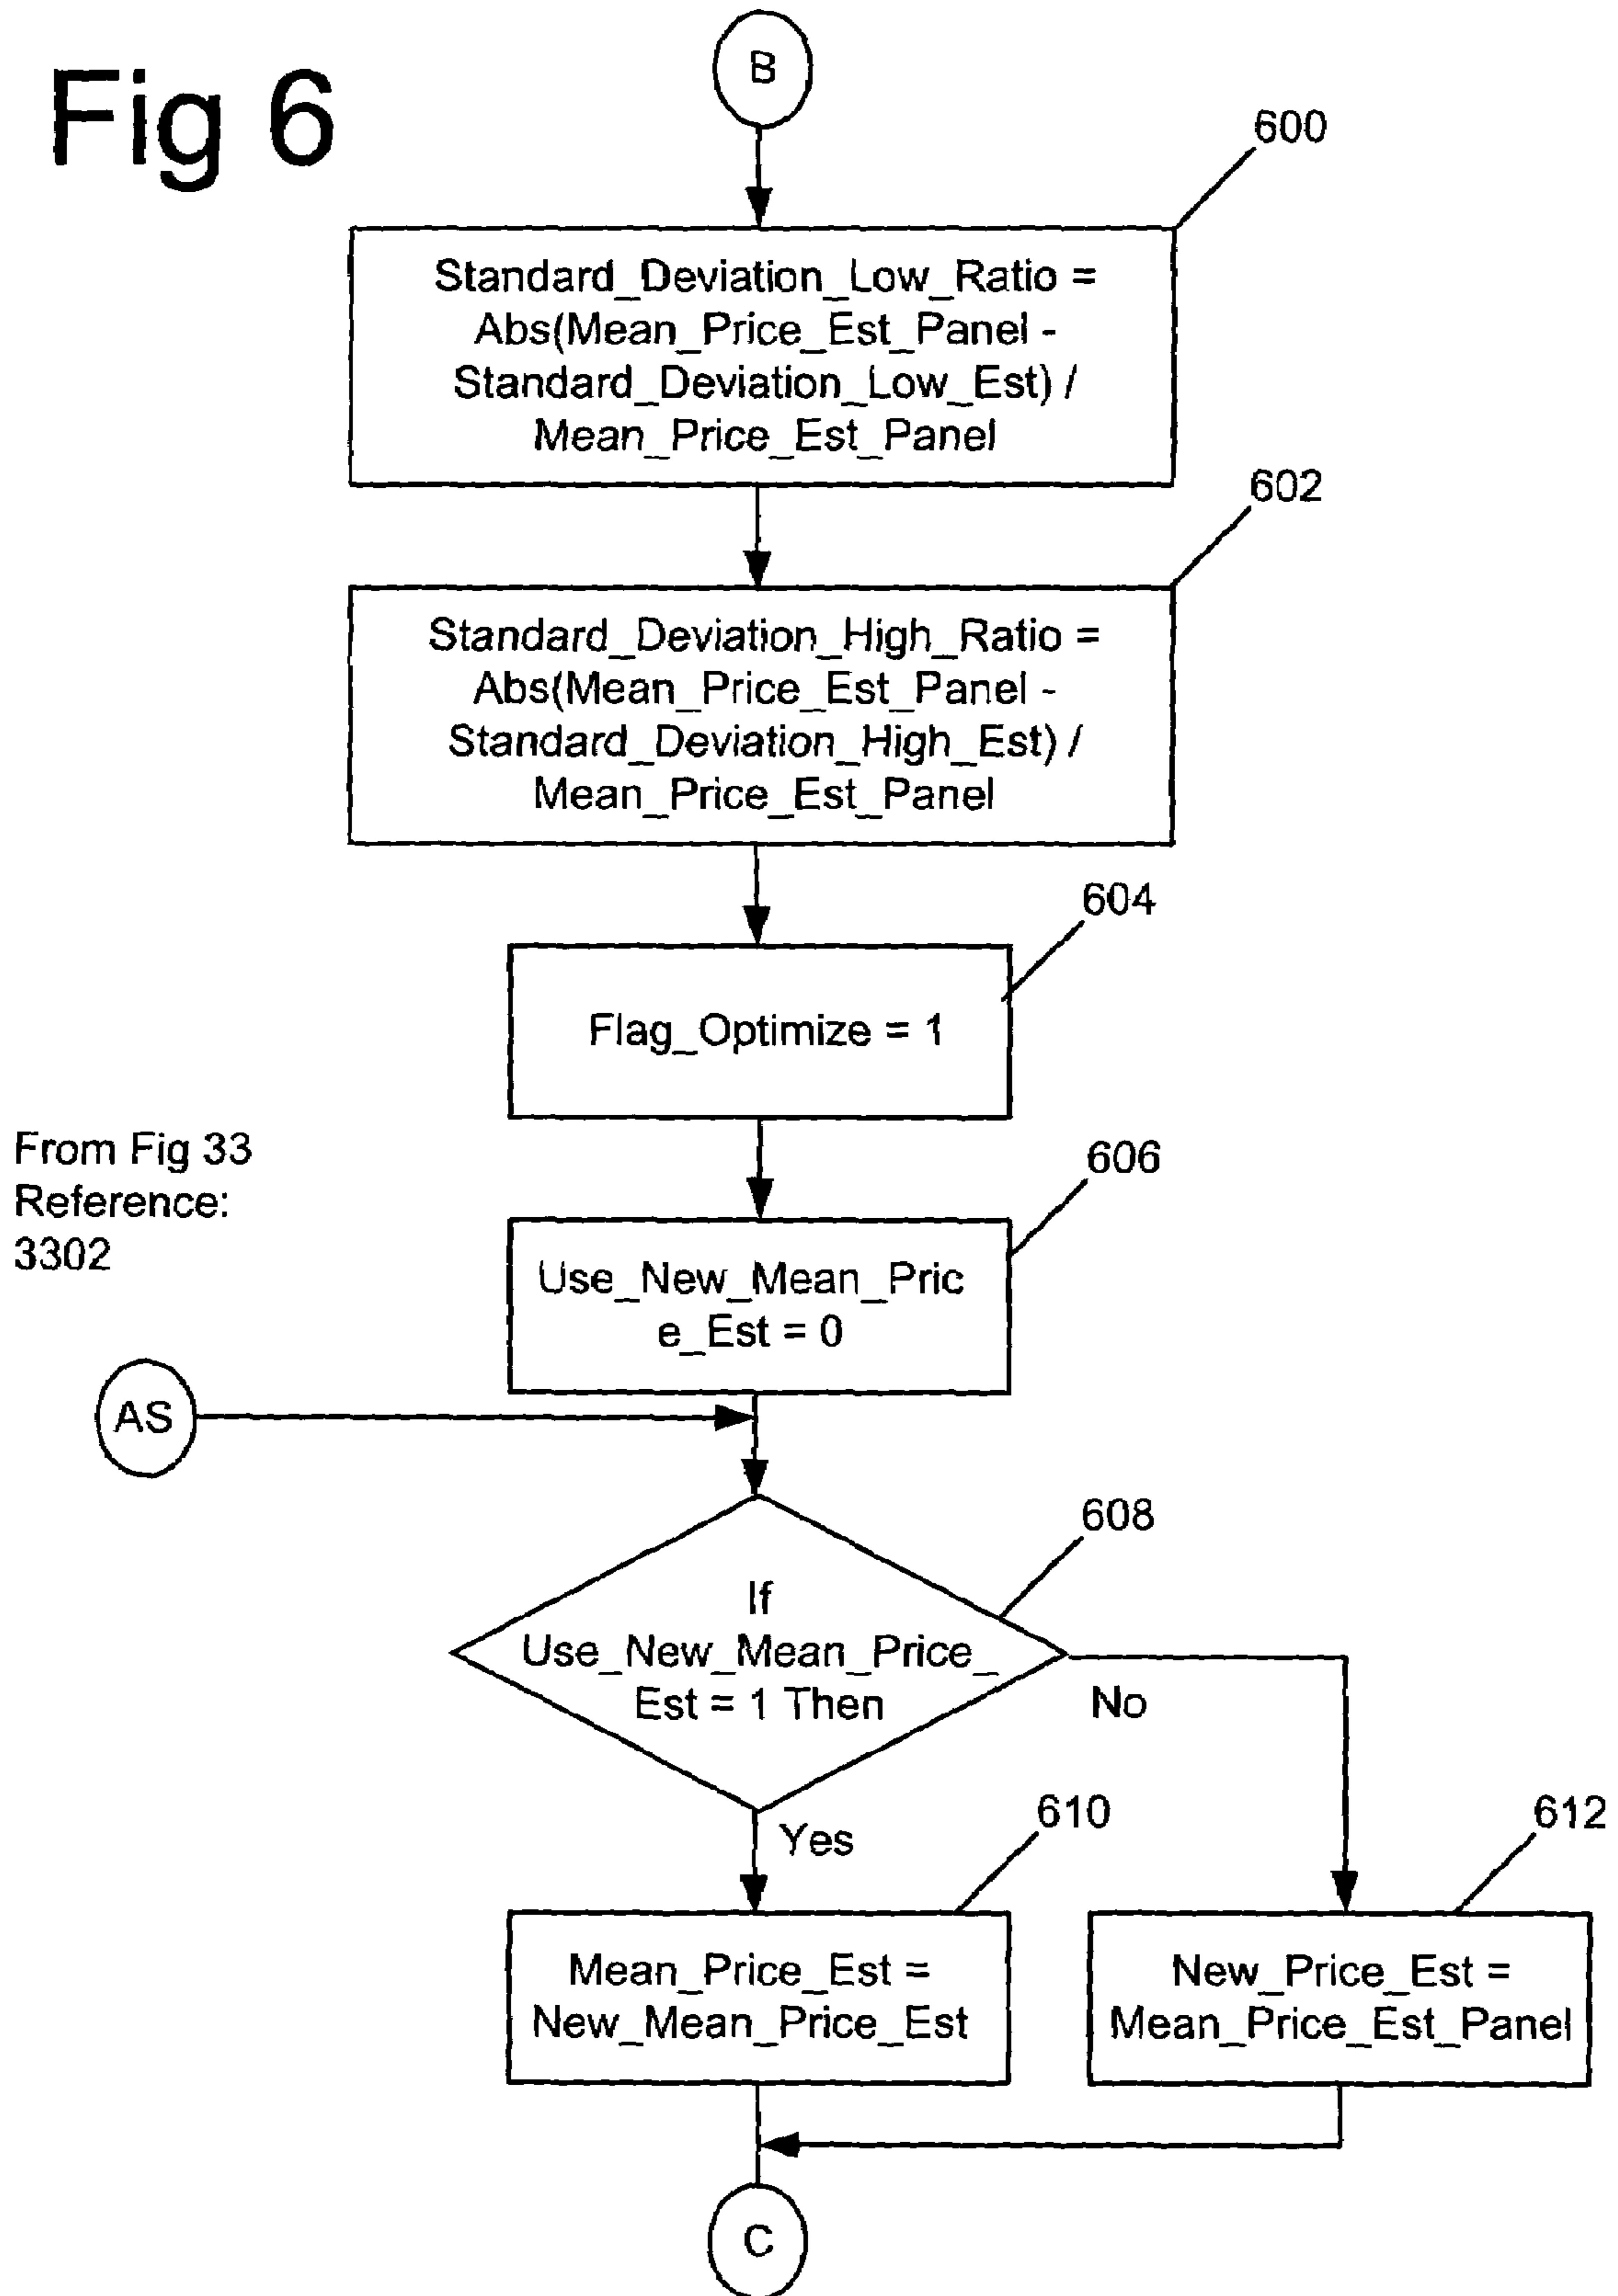 Fig 6
B
600
Standard_Deviation_Low_Ratio =
Abs(Mean_Price_Est_Panel -
Standard_Deviation_Low_Est) /
Mean_Price_Est_Panel
602
Standard_Deviation_High_Ratio =
Abs(Mean_Price_Est_Panel -
Standard_Deviation_High_Est) /
Mean_Price_Est_Panel
604
Flag_Optimize = 1
From Fig 33
Reference:
3302
606
Use_New_Mean_Pric
e_Est = 0
AS
608
If
Use_New_Mean_Price_
Est = 1 Then
No
Yes
610
Mean_Price_Est =
New_Mean_Price_Est
612
New_Price_Est =
Mean_Price_Est_Panel
C